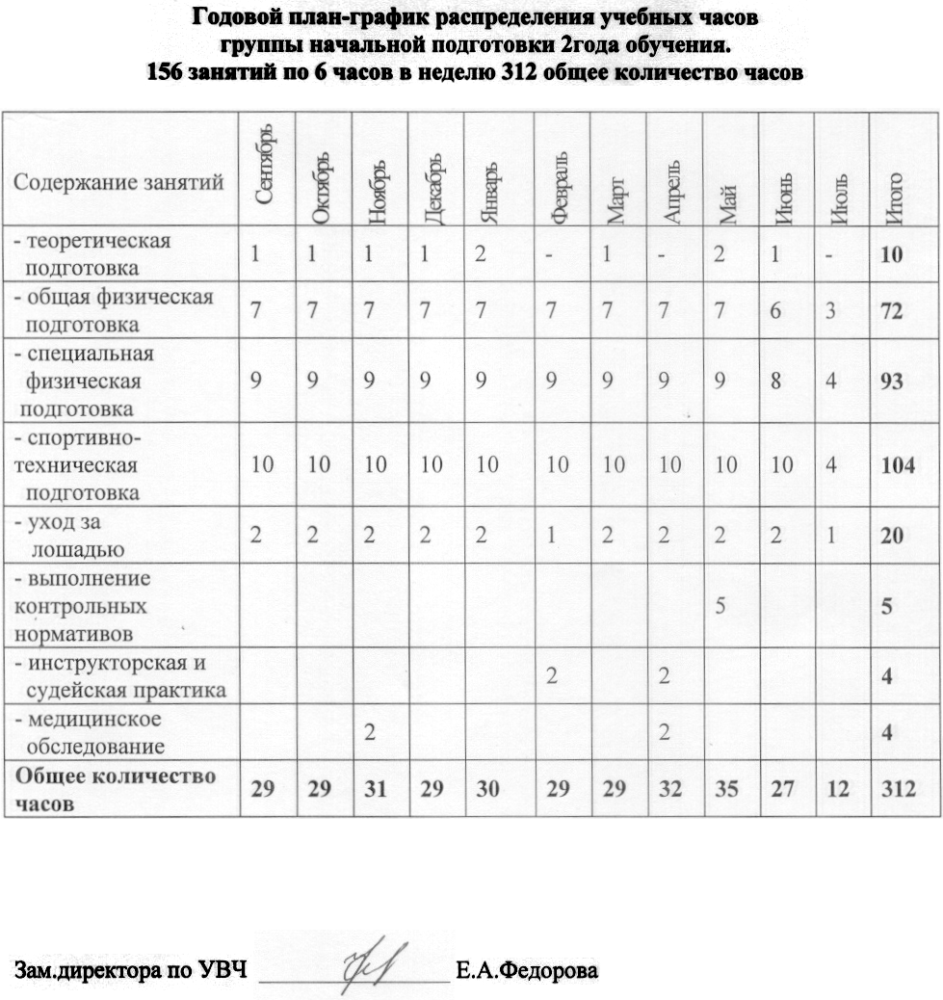 Годовой план-график распределения учебных часов
группы начальной подготовки 2года обучения.
156 занятий по 6 часов в неделю 312 общее количество часов
Содержание занятий Сентябрь Октябрь Ноябрь Декабрь Январь Февраль Март Апрель Май Июнь Июль Итого
- теоретическая
подготовка 1 1 1 1 2 - 1 - 2 1 - 10
- общая физическая
подготовка 7 7 7 7 7 7 7 7 7 6 3 72
- специальная
физическая 9 9 9 9 9 9 9 9 9 8 4 93
подготовка
- спортивно-
техническая 10 10 10 10 10 10 10 10 10 10 4 104
подготовка
- уход за
лошадью 2 2 2 2 2 1 2 2 2 2 1 20
- выполнение
контрольных 5 5
нормативов
- инструкторская и
судейская практика 2 2 4
- медицинское
обследование 2 2 4
Общее количество
часов 29 29 31 29 30 29 29 32 35 27 12 312
Зам.директора по УВЧ Е.А.Федорова